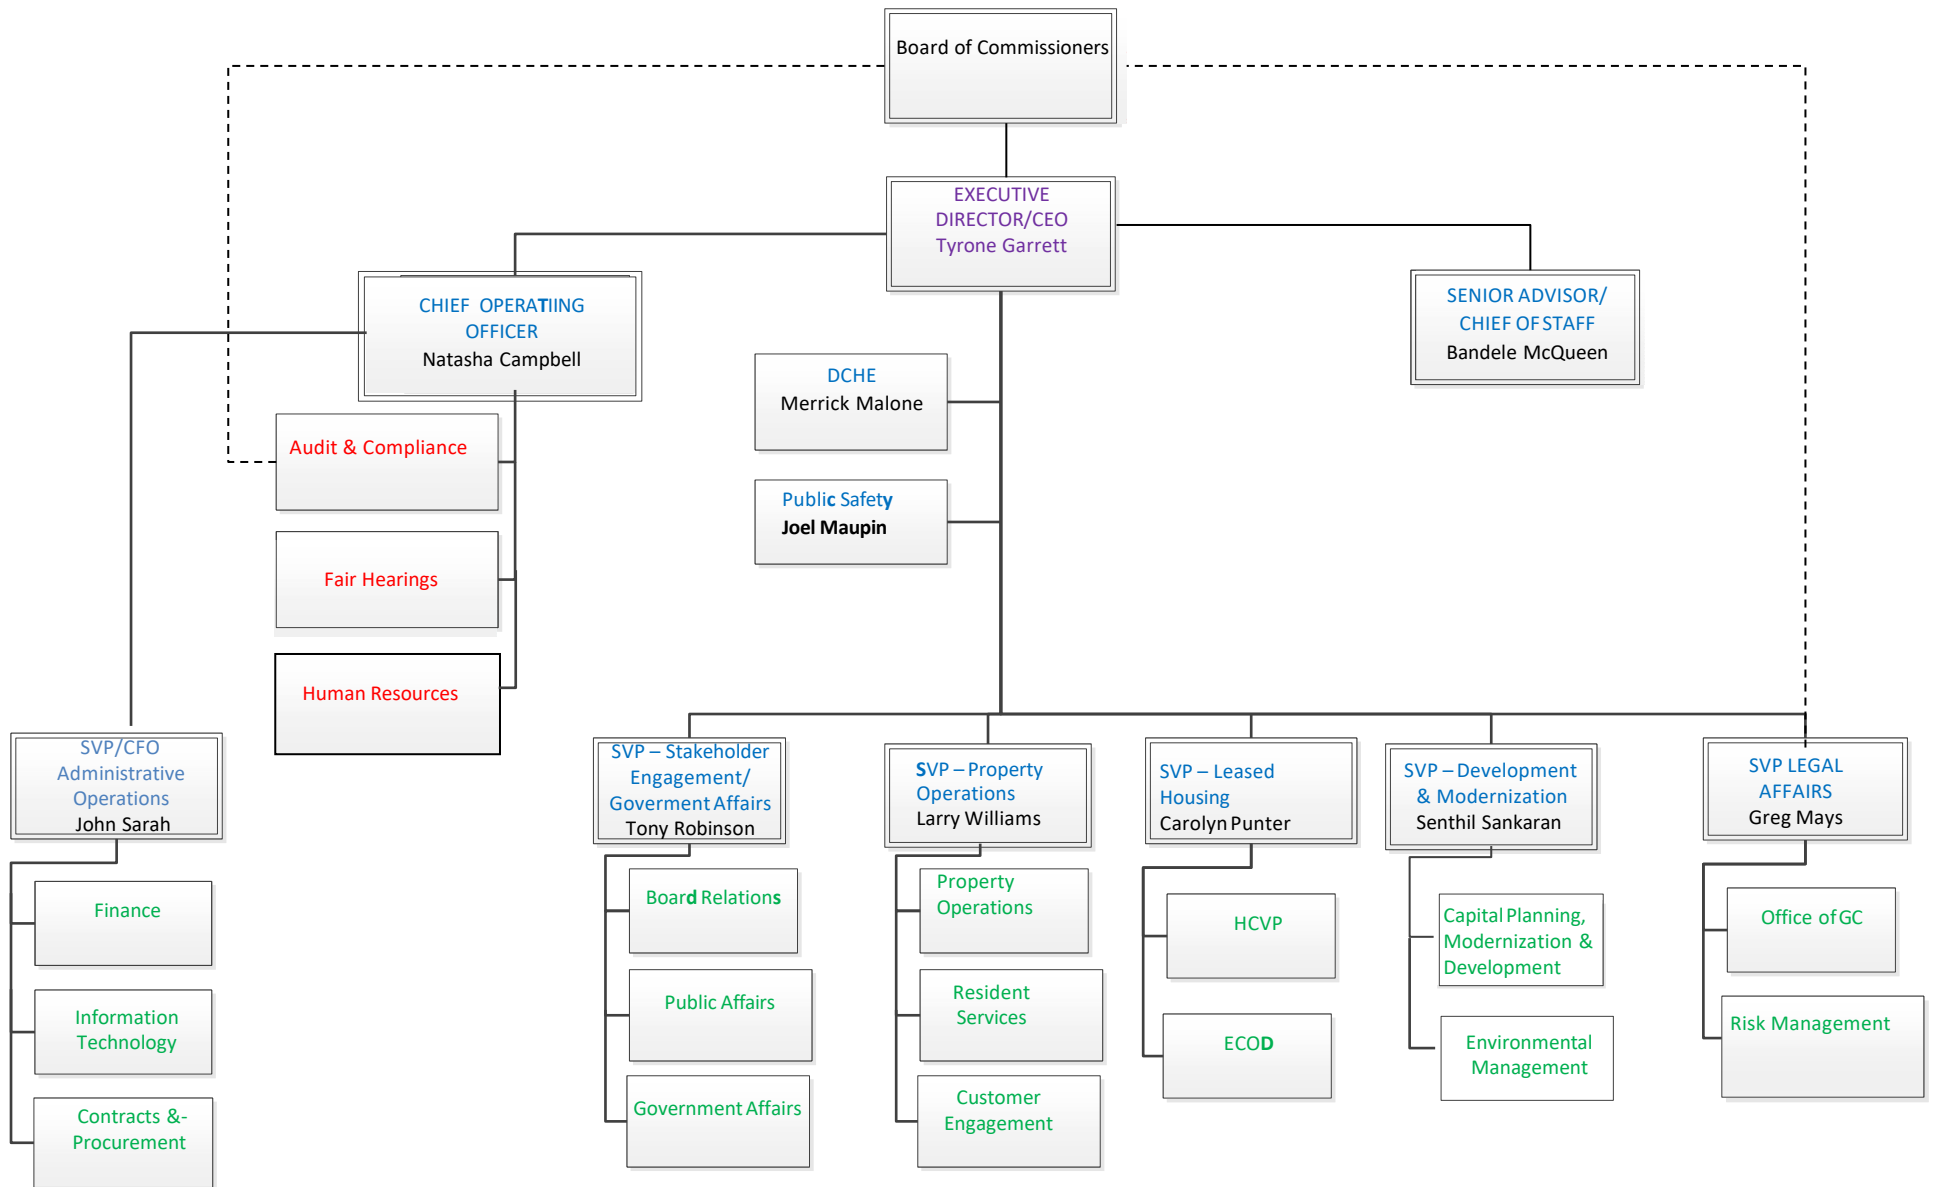 Board of Commissioners
EXECUTIVE
DIRECTOR/CEO
Tyrone Garrett
CHIEF OPERATIING
OFFICER
Natasha Campbell
SENIOR ADVISOR/
CHIEF OF STAFF
Bandele McQueen
DCHE
Merrick Malone
Audit & Compliance
Public Safety
Joel Maupin
Fair Hearings
Human Resources
SVP/CFO
Administrative
Operations
John Sarah
SVP – Stakeholder
Engagement/
Goverment Affairs
Tony Robinson
SVP – Property
Operations
Larry Williams
SVP – Leased
Housing
Carolyn Punter
SVP – Development
& Modernization
Senthil Sankaran
SVP LEGAL
AFFAIRS
Greg Mays
Finance
Information
Technology
Contracts &-
Procurement
Board Relations
Public Affairs
Government Affairs
Property
Operations
Resident
Services
Customer
Engagement
HCVP
ECOD
Capital Planning,
Modernization &
Development
Environmental
Management
Office of GC
Risk Management